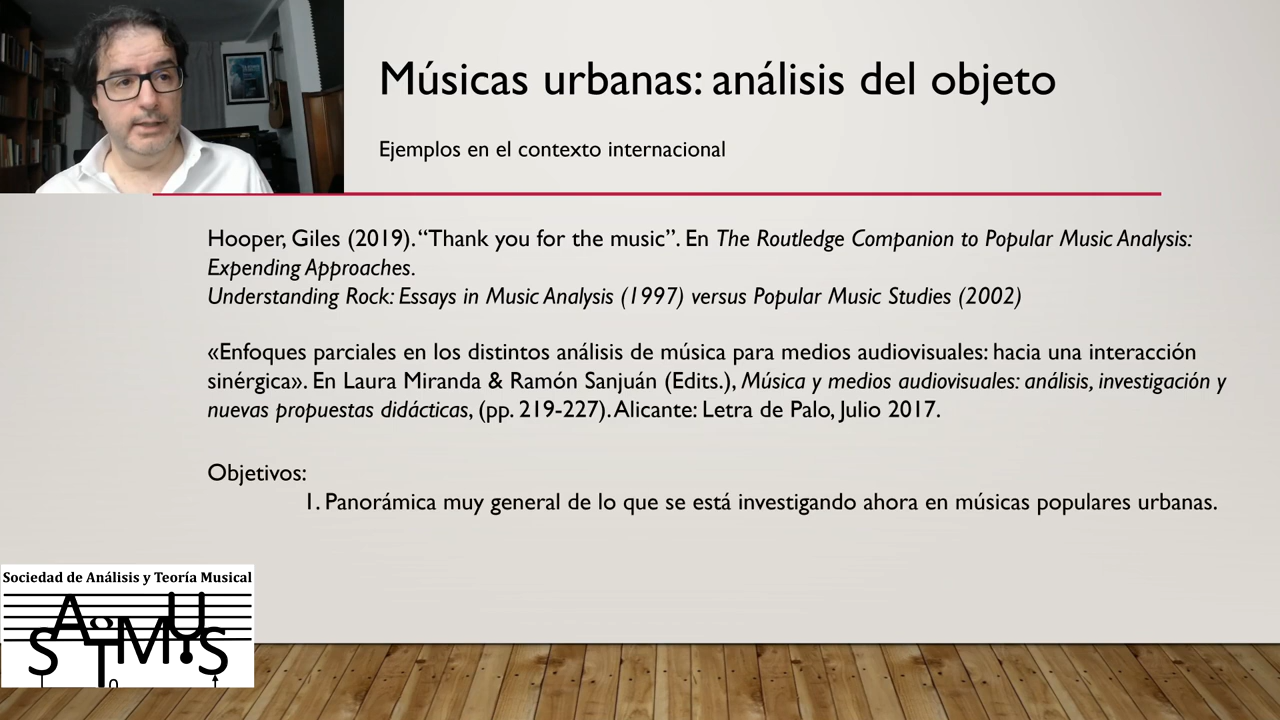 Músicas urbanas: análisis del objeto
Ejemplos en el contexto internacional
Hooper, Giles (2019). “Thank you for the music”. En The Routledge Companion to Popular Music Analysis:
Expending Approaches.
Understanding Rock: Essays in Music Analysis (1997) versus Popular Music Studies (2002)
«Enfoques parciales en los distintos análisis de música para medios audiovisuales: hacia una interacción
sinérgica». En Laura Miranda & Ramón Sanjuán (Edits.), Música y medios audiovisuales: análisis, investigación y
nuevas propuestas didácticas, (pp. 219-227). Alicante: Letra de Palo, Julio 2017.
Objetivos:
1. Panorámica muy general de lo que se está investigando ahora en músicas populares urbanas.
Sociedad de Análisis y Teoría Musical
SATMUS